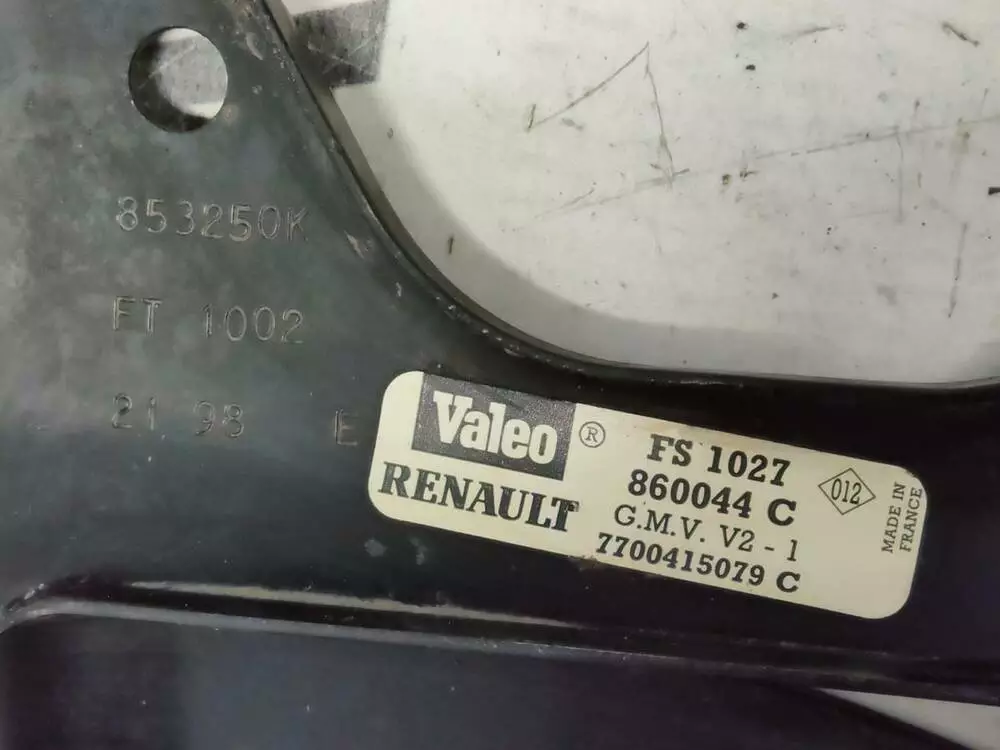 853250K
FT 1002
21 98 E
Valeo ®
RENAULT
FS 1027
860044 C
G.M.V. V2 - 1
7700415079 C
012
MADE IN
FRANCE